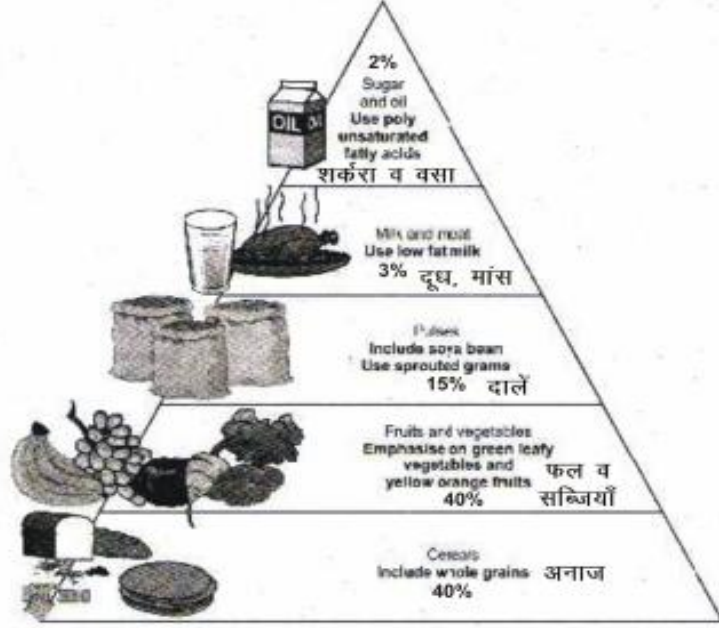 2%
Sugar
and oil
OIL
Use poly
unsaturated
fatty acids
शर्करा व वसा
Milk and meat
Use low fat milk
3% दूध, मांस
Pulses
Include soya bean
Use sprouted grams
15% दालें
Fruits and vegetables
Emphasise on green leafy
vegetables and
yellow orange fruits
40%
फल व
सब्जियाँ
Cereals
Include whole grains अनाज
40%